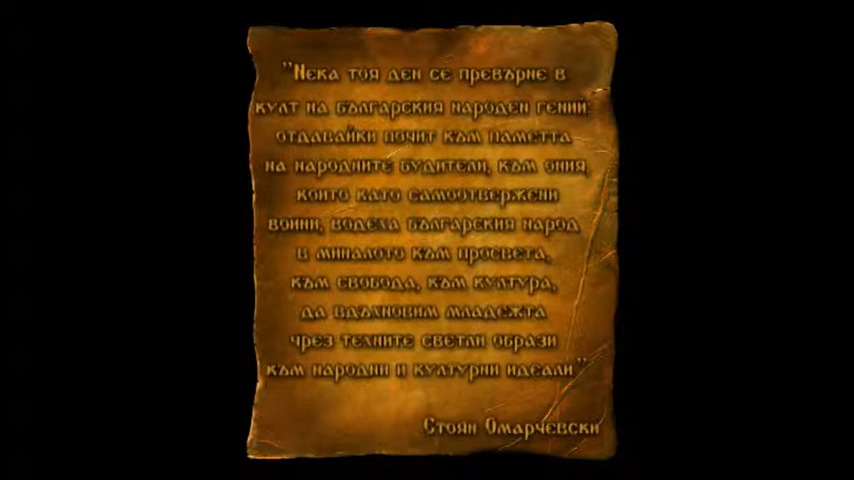 "Нека тоя ден се превърне в
култ на българския народен гений:
отдавайки почит към паметта
на народните будители, към ония,
които като самоотвержени
воини, водеха българския народ
в миналото към просвета,
към свобода, към култура,
да вдъхновим младежта
чрез техните светли образи
към народни и културни идеали"
Стоян Омарчевски